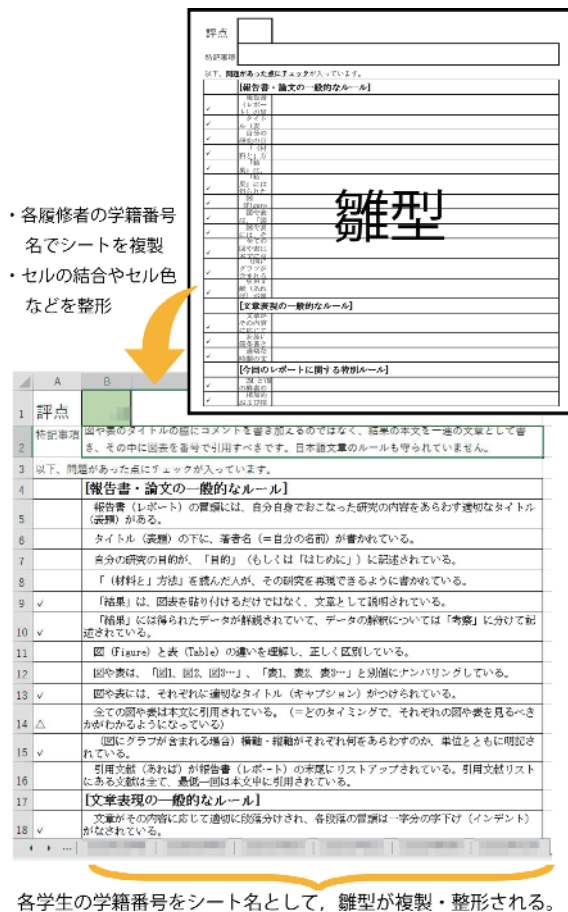 評点
特記事項
以下、問題があった点にチェックが入っています。
[報告書・論文の一般的なルール]
✓
✓
✓
✓
✓
✓
✓
✓
✓
✓
✓
[文章表現の一般的なルール]
✓
✓
✓
[今回のレポートに関する特別ルール]
✓
✓
雛型
・各履修者の学籍番号
名でシートを複製
・セルの結合やセル色
などを整形
A B
1 評点
特記事項 図や表のタイトルの脇にコメントを書き加えるのではなく、結果の本文を一連の文章として書
2 き、その中に図表を番号で引用すべきです。日本語文章のルールも守られていません。
3 以下、問題があった点にチェックが入っています。
4 [報告書・論文の一般的なルール]
報告書（レポート）の冒頭には、自分自身でおこなった研究の内容をあらわす適切なタイトル
5 （表題）がある。
6 タイトル（表題）の下に、著者名（＝自分の名前）が書かれている。
7 自分の研究の目的が、「目的」（もしくは「はじめに」）に記述されている。
8 「（材料と）方法」を読んだ人が、その研究を再現できるように書かれている。
9 ✓ 「結果」は、図表を貼り付けるだけではなく、文章として説明されている。
「結果」には得られたデータが解説されていて、データの解釈については「考察」に分けて記
10 ✓ 述されている。
11 図（Figure）と表（Table）の違いを理解し、正しく区別している。
12 図や表は、「図1、図2、図3…」、「表1、表2、表3…」と別個にナンバリングしている。
13 ✓ 図や表には、それぞれに適切なタイトル（キャプション）がつけられている。
全ての図や表は本文に引用されている。（＝どのタイミングで、それぞれの図や表を見るべき
14 △ かがわかるようになっている）
（図にグラフが含まれる場合）横軸・縦軸がそれぞれ何をあらわすのか、単位とともに明記さ
15 ✓ れている。
引用文献（あれば）が報告書（レポート）の末尾にリストアップされている。引用文献リスト
16 にある文献は全て、最低一回は本文中に引用されている。
17 [文章表現の一般的なルール]
文章がその内容に応じて適切に段落分けされ、各段落の冒頭は一字分の字下げ（インデント）
18 ✓ がなされている。
…
各学生の学籍番号をシート名として，雛型が複製・整形される。